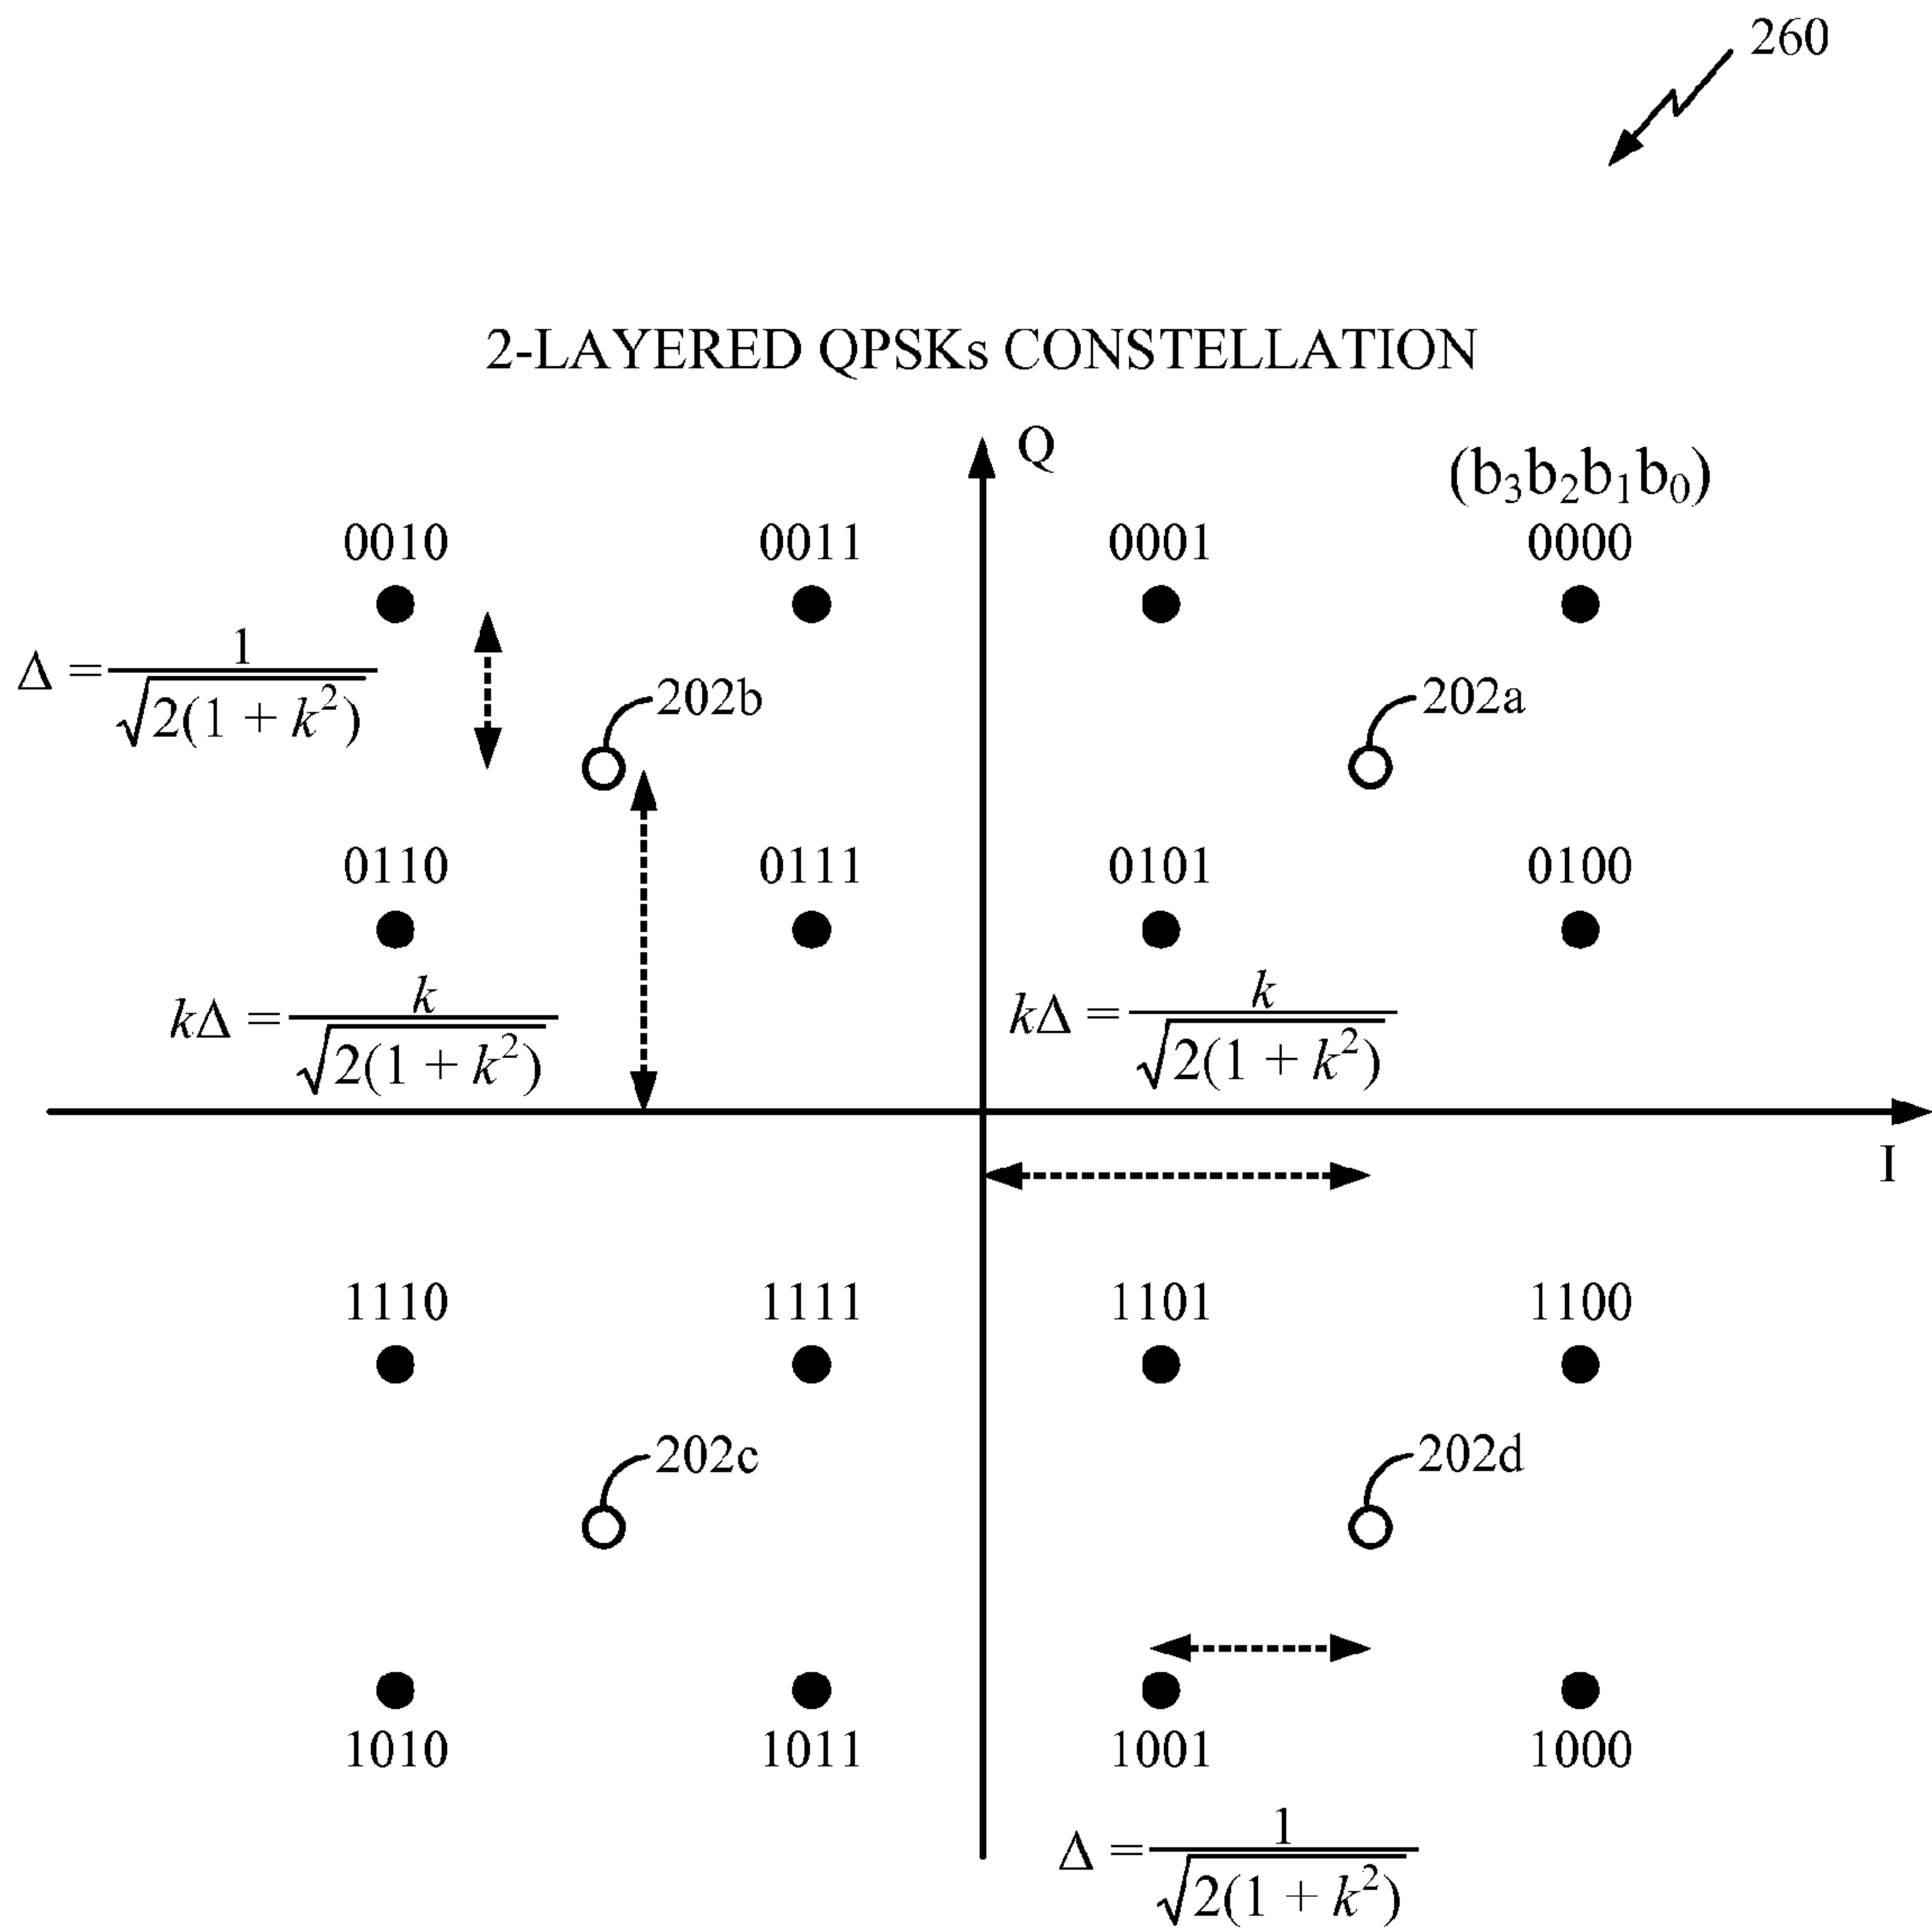 260
2-LAYERED QPSKs CONSTELLATION
Q
(b₃b₂b₁b₀)
0010 0011 0001 0000
Δ = 1/√(2(1 + k²))
202b 202a
0110 0111 0101 0100
kΔ = k/√(2(1 + k²)) kΔ = k/√(2(1 + k²))
I
1110 1111 1101 1100
202c 202d
1010 1011 1001 1000
Δ = 1/√(2(1 + k²))